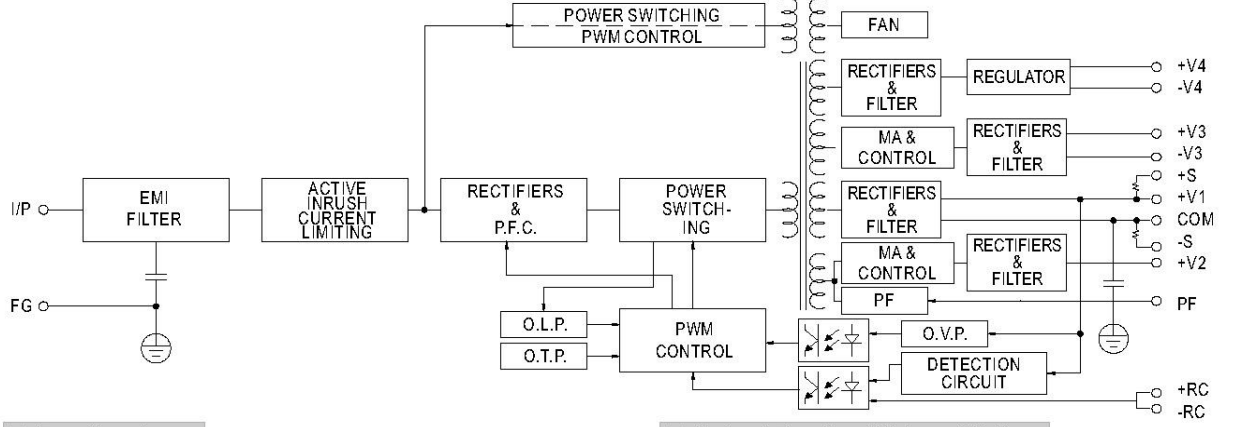 POWER SWITCHING
PWM CONTROL
FAN
RECTIFIERS
&
FILTER
REGULATOR
+V4
-V4
MA &
CONTROL
RECTIFIERS
&
FILTER
+V3
-V3
I/P
EMI
FILTER
ACTIVE
INRUSH
CURRENT
LIMITING
RECTIFIERS
&
P.F.C.
POWER
SWITCH-
ING
RECTIFIERS
&
FILTER
+S
+V1
COM
-S
MA &
CONTROL
RECTIFIERS
&
FILTER
+V2
FG
PF
PF
O.L.P.
O.T.P.
PWM
CONTROL
O.V.P.
DETECTION
CIRCUIT
+RC
-RC